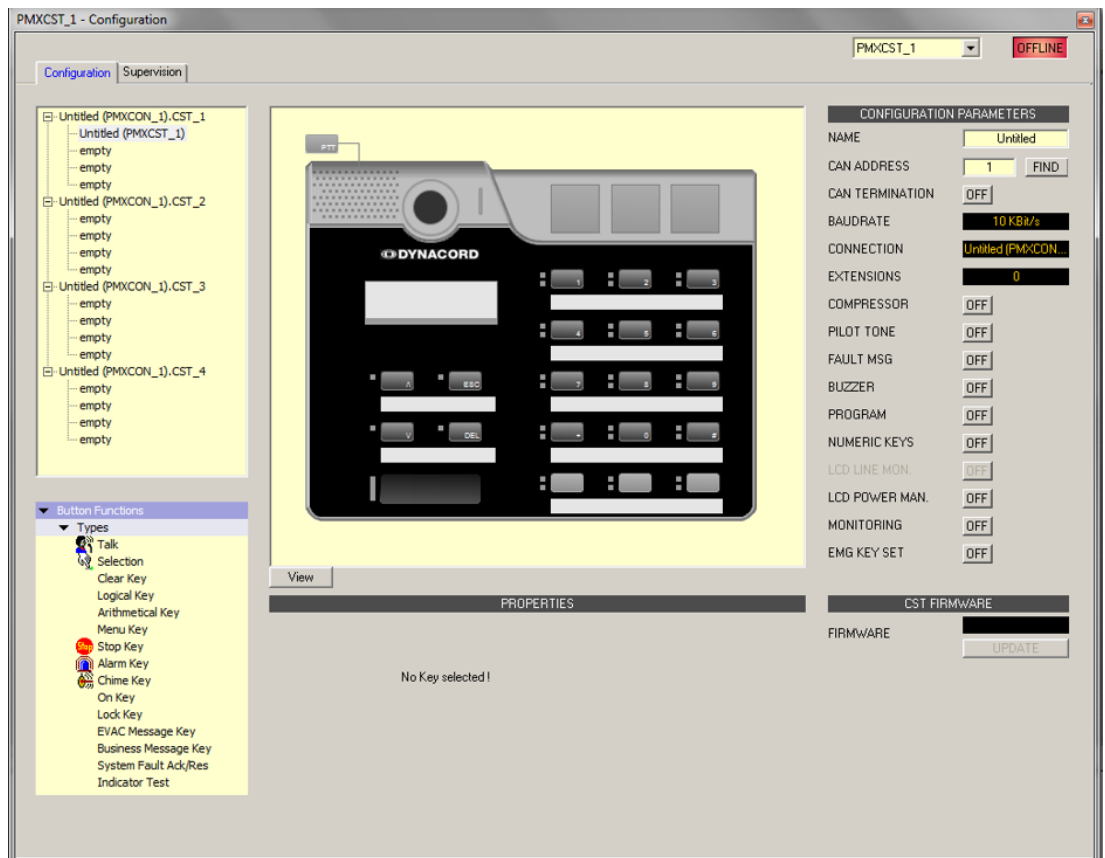 PMXCST_1 - Configuration
PMXCST_1
OFFLINE
Configuration
Supervision
Untitled (PMXCON_1).CST_1
Untitled (PMXCST_1)
empty
empty
empty
Untitled (PMXCON_1).CST_2
empty
empty
empty
empty
Untitled (PMXCON_1).CST_3
empty
empty
empty
empty
Untitled (PMXCON_1).CST_4
empty
empty
empty
empty
Button Functions
Types
Talk
Selection
Clear Key
Logical Key
Arithmetical Key
Menu Key
Stop
Stop Key
Alarm Key
Chime Key
On Key
Lock Key
EVAC Message Key
Business Message Key
System Fault Ack/Res
Indicator Test
PTT
DYNACORD
1 2 3
4 5 6
Λ ESC 7 8 9
V DEL * 0 #
View
PROPERTIES
No Key selected !
CONFIGURATION PARAMETERS
NAME Untitled
CAN ADDRESS 1 FIND
CAN TERMINATION OFF
BAUDRATE 10 KBit/s
CONNECTION Untitled (PMXCON...
EXTENSIONS 0
COMPRESSOR OFF
PILOT TONE OFF
FAULT MSG OFF
BUZZER OFF
PROGRAM OFF
NUMERIC KEYS OFF
LCD LINE MON. OFF
LCD POWER MAN. OFF
MONITORING OFF
EMG KEY SET OFF
CST FIRMWARE
FIRMWARE
UPDATE